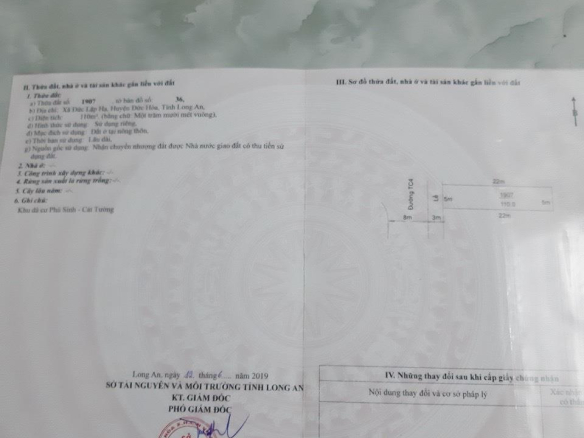 II. Thửa đất, nhà ở và tài sản khác gắn liền với đất
1. Thửa đất:
a) Thửa đất số: 1987 , tờ bản đồ số: 36,
b) Địa chỉ: Xã Đức Lập Hạ, Huyện Đức Hòa, Tỉnh Long An,
c) Diện tích: 110m², (bằng chữ: Một trăm mười mét vuông),
d) Hình thức sử dụng: Sử dụng riêng,
đ) Mục đích sử dụng: Đất ở tại nông thôn,
e) Thời hạn sử dụng: Lâu dài,
g) Nguồn gốc sử dụng: Nhận chuyển nhượng đất được Nhà nước giao đất có thu tiền sử
dụng đất.
2. Nhà ở: -/-
3. Công trình xây dựng khác: -/-
4. Rừng sản xuất là rừng trồng: -/-
5. Cây lâu năm: -/-
6. Ghi chú:
Khu dân cư Phú Sinh - Cát Tường
Long An, ngày 12 tháng 6 năm 2019
SỞ TÀI NGUYÊN VÀ MÔI TRƯỜNG TỈNH LONG AN
KT. GIÁM ĐỐC
PHÓ GIÁM ĐỐC
III. Sơ đồ thửa đất, nhà ở và tài sản khác gắn liền với đất
Đường TC4
Lề
22m
5m
110.0
5m
22m
8m
3m
IV. Những thay đổi sau khi cấp giấy chứng nhận
Nội dung thay đổi và cơ sở pháp lý
Xác nhận
có thẩm